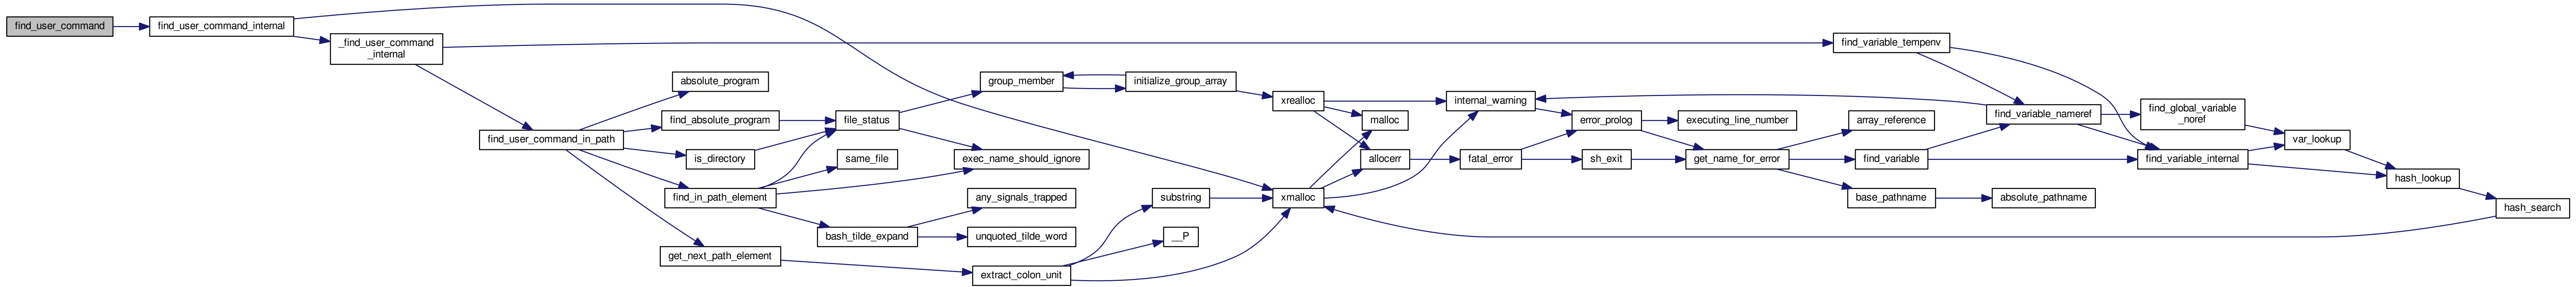 find_user_command
find_user_command_internal
_find_user_command
_internal
find_variable_tempenv
absolute_program
group_member
initialize_group_array
xrealloc
internal_warning
find_variable_nameref
find_global_variable
_noref
find_absolute_program
file_status
malloc
error_prolog
executing_line_number
array_reference
find_user_command_in_path
var_lookup
is_directory
same_file
exec_name_should_ignore
allocerr
fatal_error
sh_exit
get_name_for_error
find_variable
find_variable_internal
hash_lookup
find_in_path_element
any_signals_trapped
substring
xmalloc
base_pathname
absolute_pathname
hash_search
bash_tilde_expand
unquoted_tilde_word
__P
get_next_path_element
extract_colon_unit